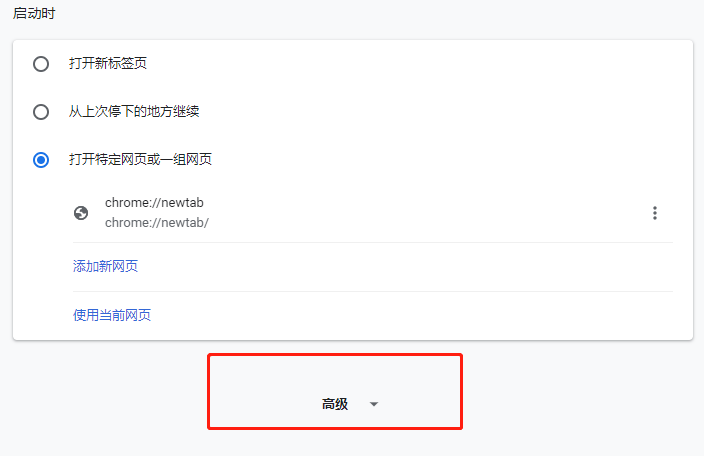 启动时
打开新标签页
从上次停下的地方继续
打开特定网页或一组网页
chrome://newtab
chrome://newtab/
添加新网页
使用当前网页
高级